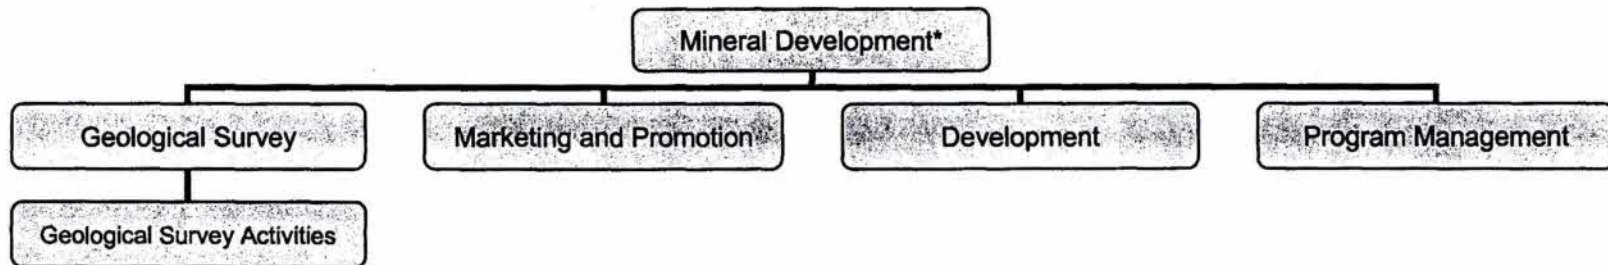 Mineral Development*
Geological Survey
Marketing and Promotion
Development
Program Management
Geological Survey Activities